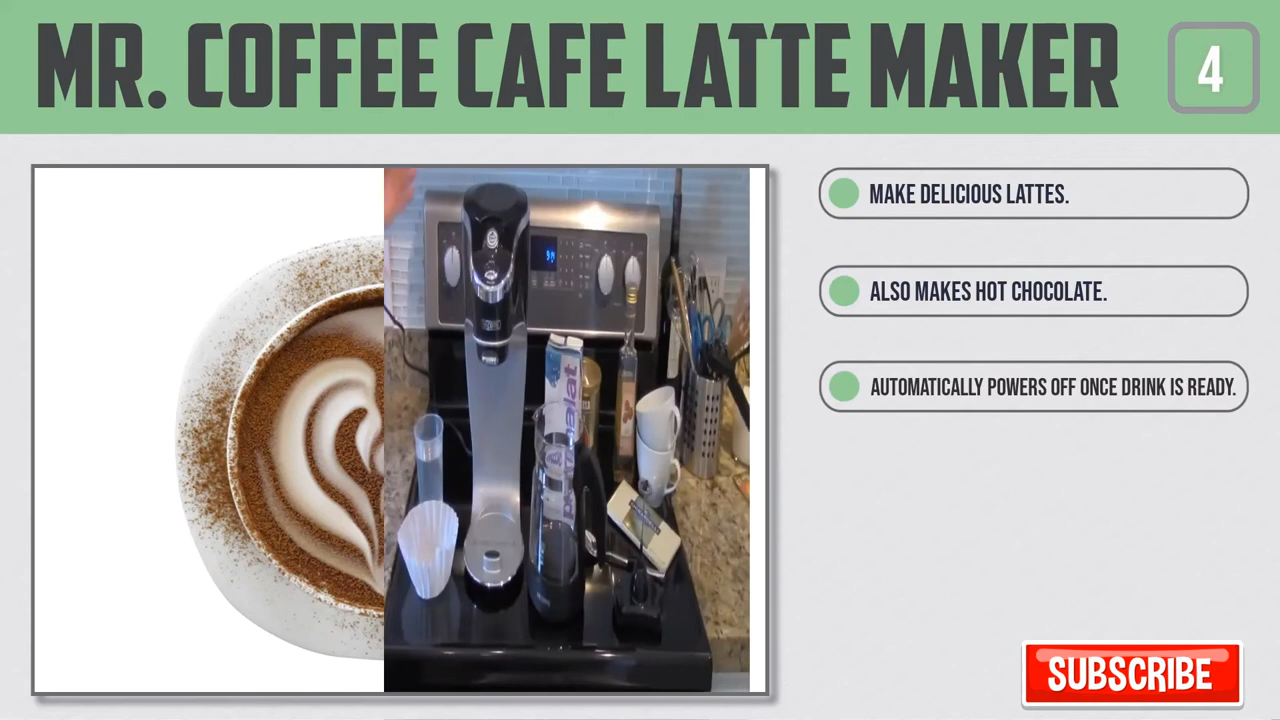 MR. COFFEE CAFE LATTE MAKER
4
MAKE DELICIOUS LATTES.
ALSO MAKES HOT CHOCOLATE.
AUTOMATICALLY POWERS OFF ONCE DRINK IS READY.
parmalat
SUBSCRIBE